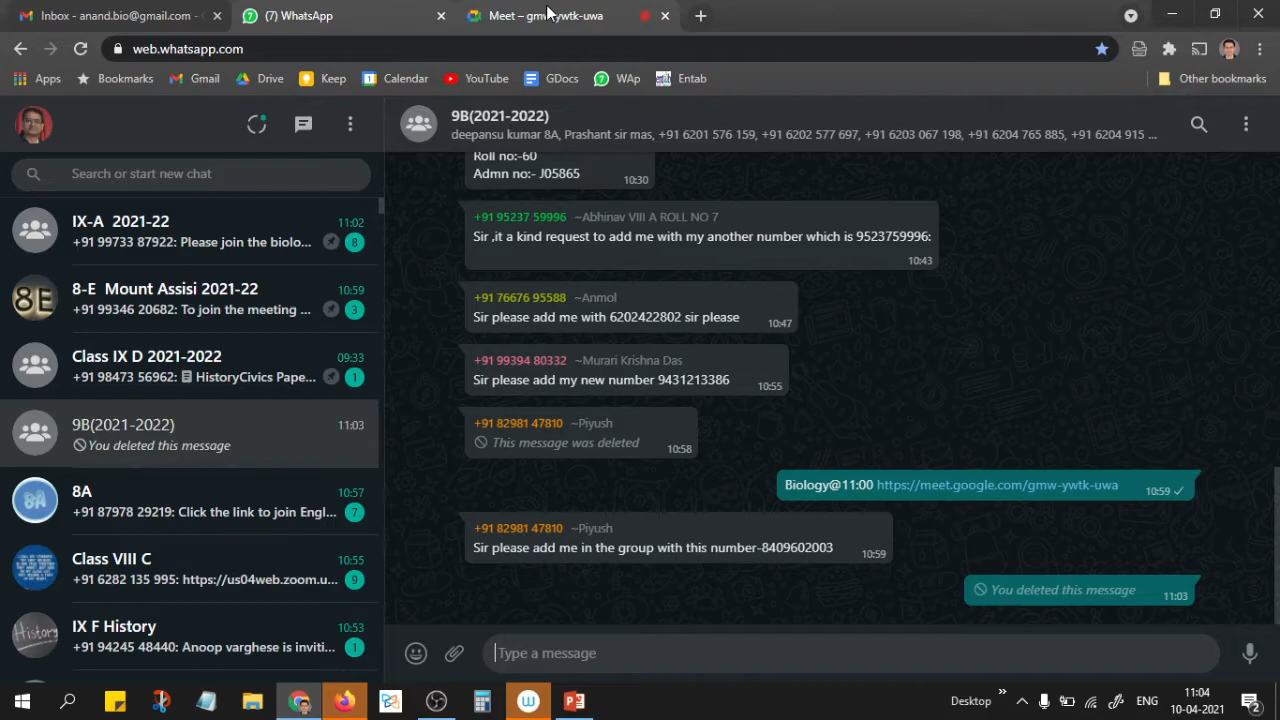 Inbox - anand.bio@gmail.com -
(7) WhatsApp
Meet – gmw-ywtk-uwa
web.whatsapp.com
Apps
Bookmarks
Gmail
Drive
Keep
Calendar
YouTube
GDocs
WAp
Entab
Other bookmarks
Search or start new chat
IX-A 2021-22 11:02
+91 99733 87922: Please join the biolo... 8
8-E Mount Assisi 2021-22 10:59
+91 99346 20682: To join the meeting ... 3
Class IX D 2021-2022 09:33
+91 98473 56962: HistoryCivics Pape... 1
9B(2021-2022) 11:03
You deleted this message
8A 10:57
+91 87978 29219: Click the link to join Engl... 7
Class VIII C 10:55
+91 6282 135 995: https://us04web.zoom.u... 9
IX F History 10:53
+91 94245 48440: Anoop varghese is inviti... 1
9B(2021-2022)
deepansu kumar 8A, Prashant sir mas, +91 6201 576 159, +91 6202 577 697, +91 6203 067 198, +91 6204 765 885, +91 6204 915 ...
Roll no:-60
Admn no:- J05865 10:30
+91 95237 59996 ~Abhinav VIII A ROLL NO 7
Sir ,it a kind request to add me with my another number which is 9523759996:
10:43
+91 76676 95588 ~Anmol
Sir please add me with 6202422802 sir please 10:47
+91 99394 80332 ~Murari Krishna Das
Sir please add my new number 9431213386 10:55
+91 82981 47810 ~Piyush
This message was deleted 10:58
Biology@11:00 https://meet.google.com/gmw-ywtk-uwa 10:59
+91 82981 47810 ~Piyush
Sir please add me in the group with this number-8409602003 10:59
You deleted this message 11:03
Type a message
Desktop
ENG
11:04
10-04-2021
2